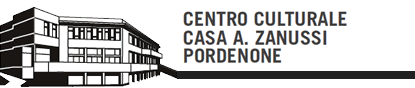 CENTRO CULTURALE
CASA A. ZANUSSI
PORDENONE